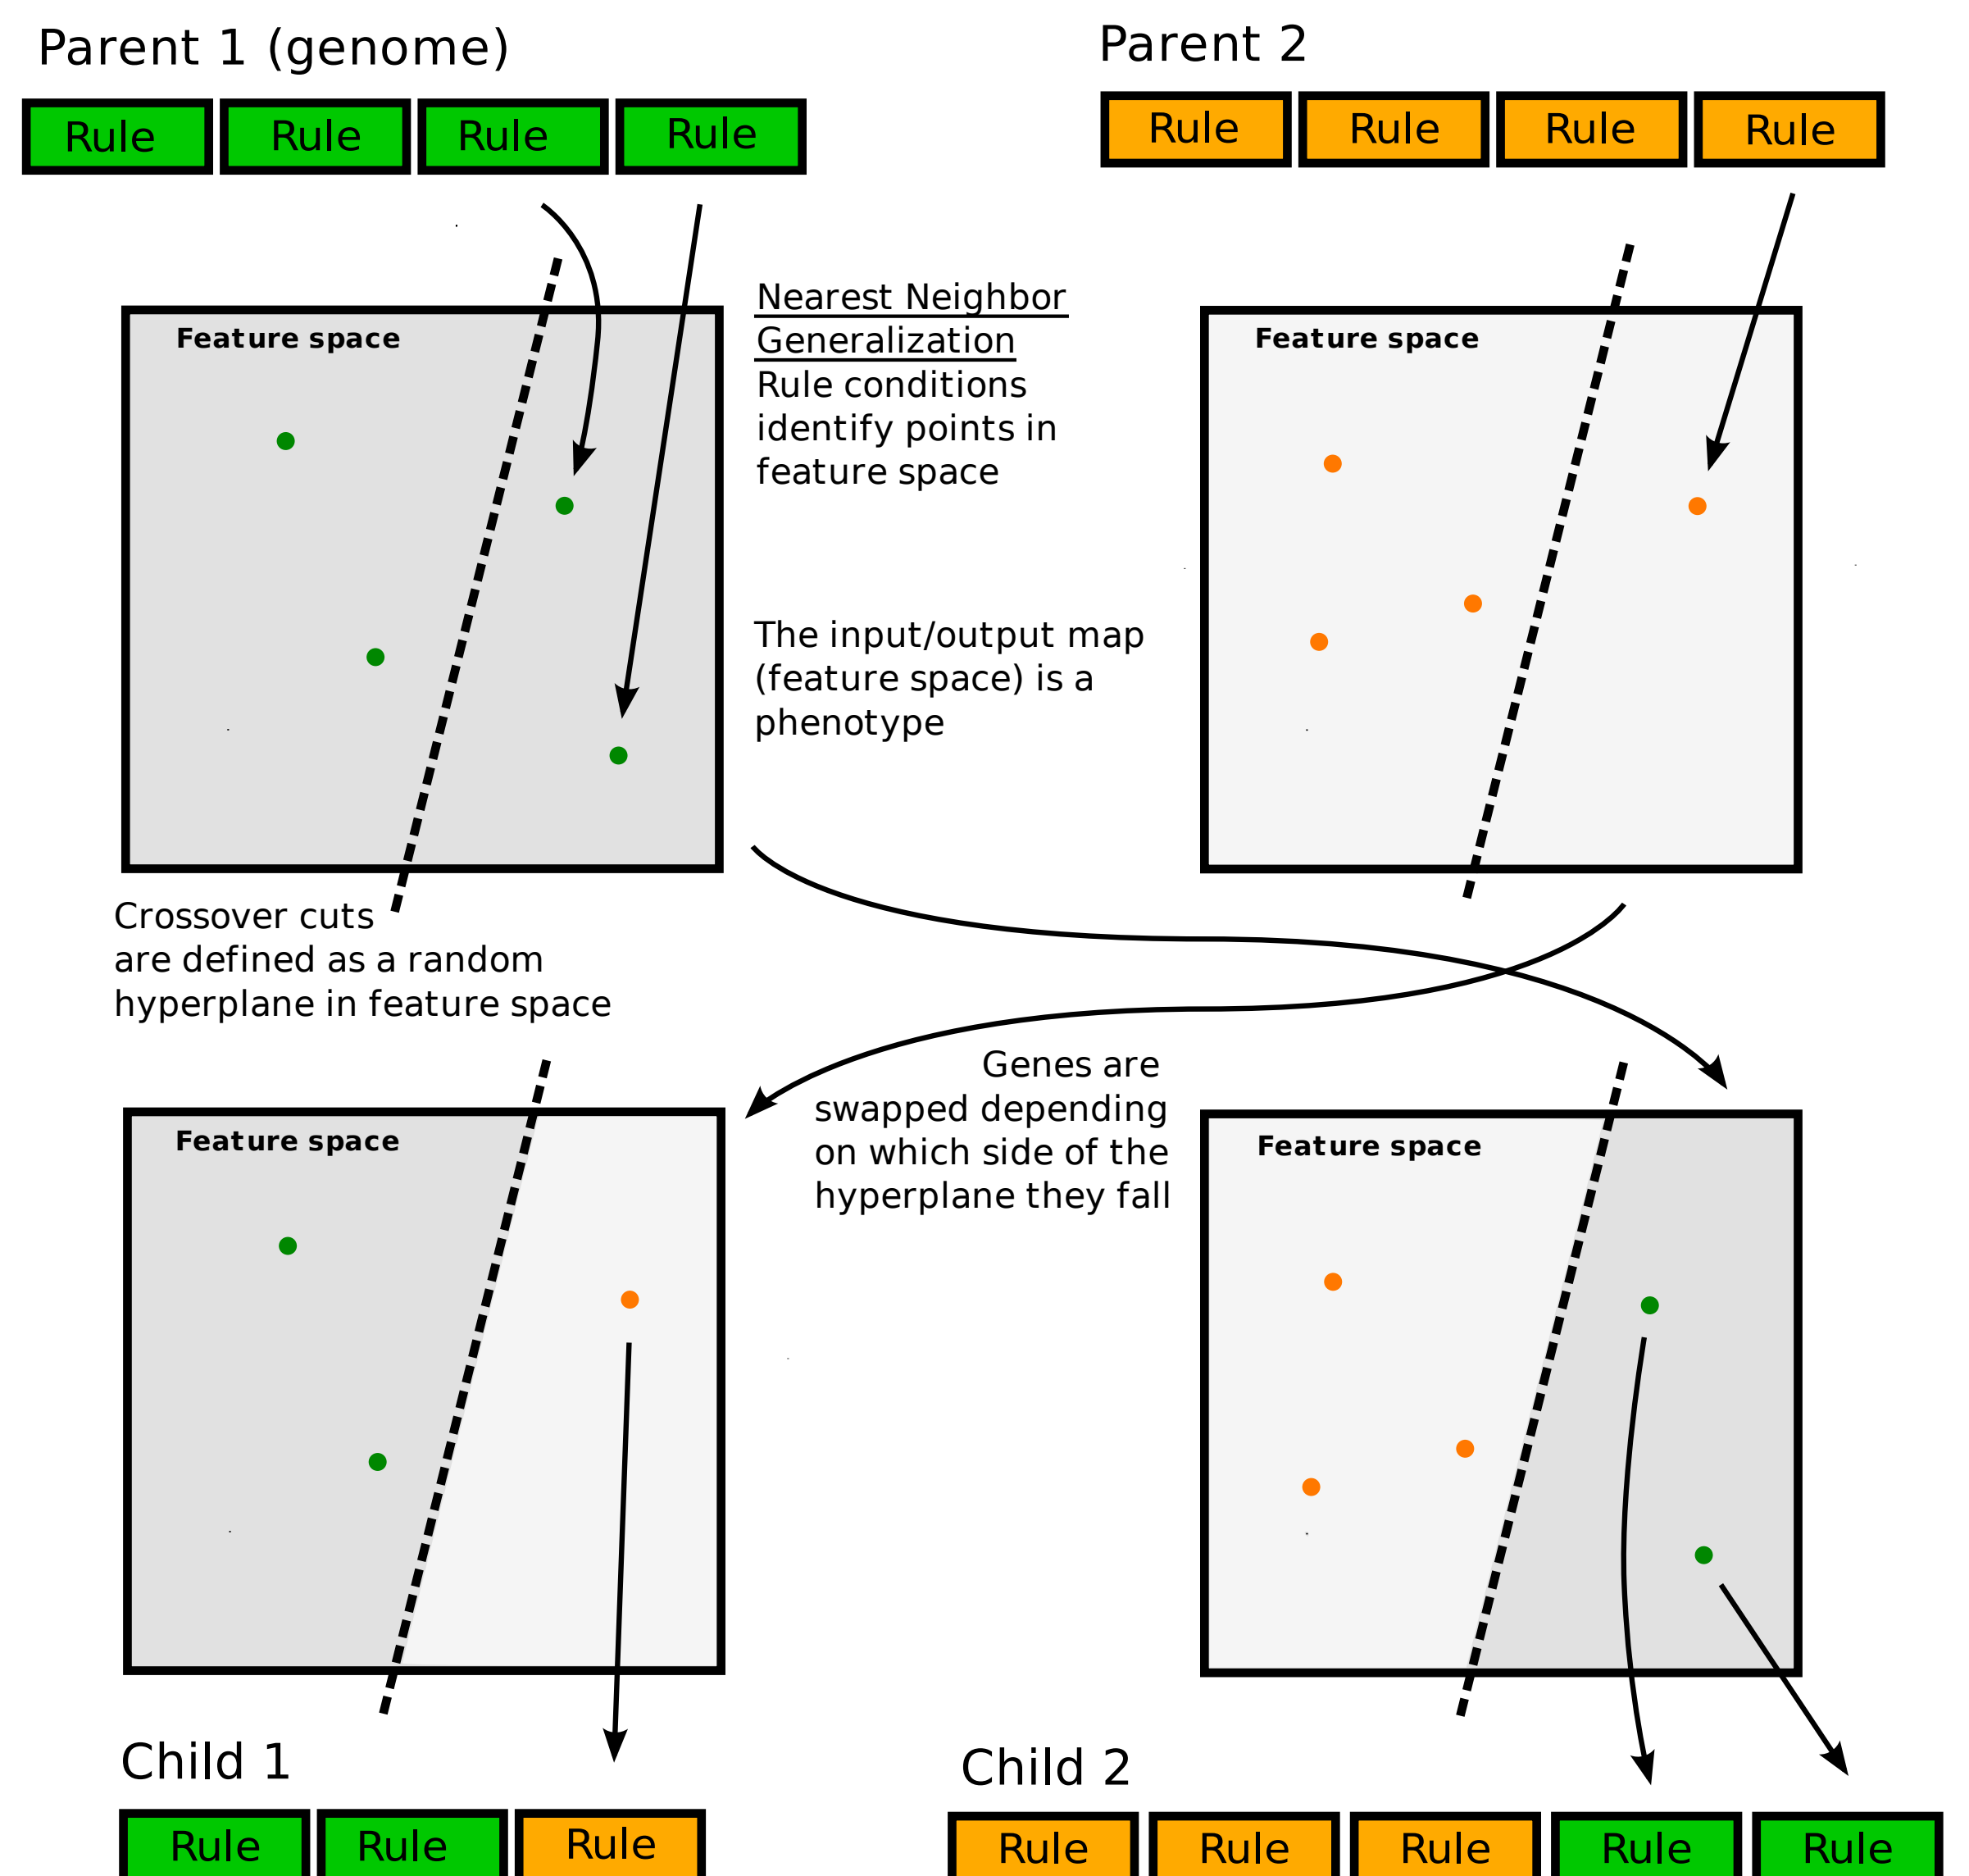 Parent 1 (genome)
Parent 2
Rule Rule Rule Rule
Rule Rule Rule Rule
Feature space
Nearest Neighbor
Generalization
Rule conditions
identify points in
feature space
The input/output map
(feature space) is a
phenotype
Feature space
Crossover cuts
are defined as a random
hyperplane in feature space
Genes are
swapped depending
on which side of the
hyperplane they fall
Feature space
Feature space
Child 1
Child 2
Rule Rule Rule
Rule Rule Rule Rule Rule